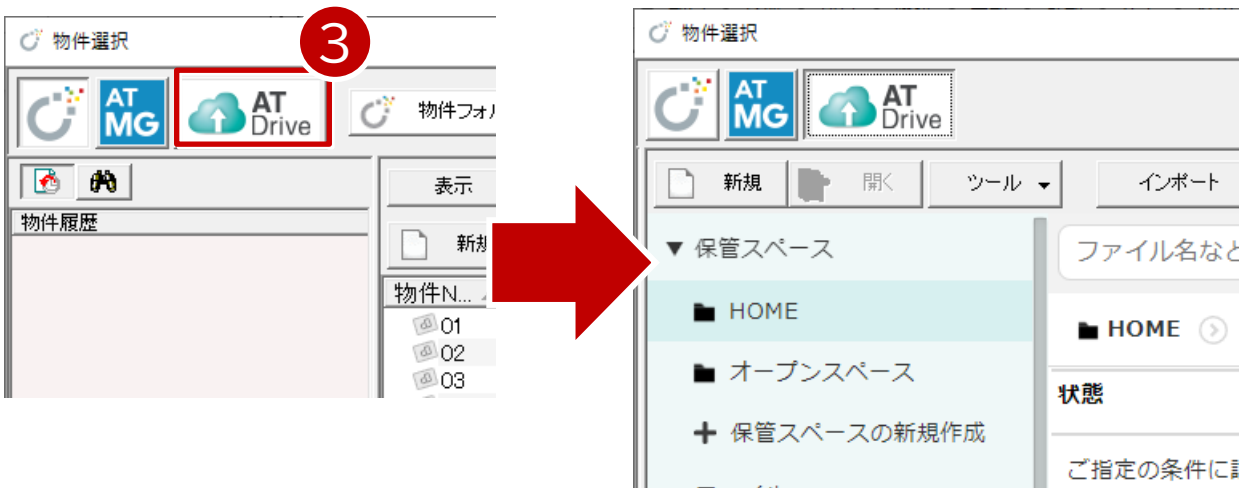 物件選択
3
AT
MG
AT
Drive
物件フォル
物件履歴
表示
新規
物件N...
01
02
03
物件選択
AT
MG
AT
Drive
新規
開く
ツール
インポート
▼ 保管スペース
HOME
オープンスペース
+ 保管スペースの新規作成
ファイル名など
HOME
状態
ご指定の条件に